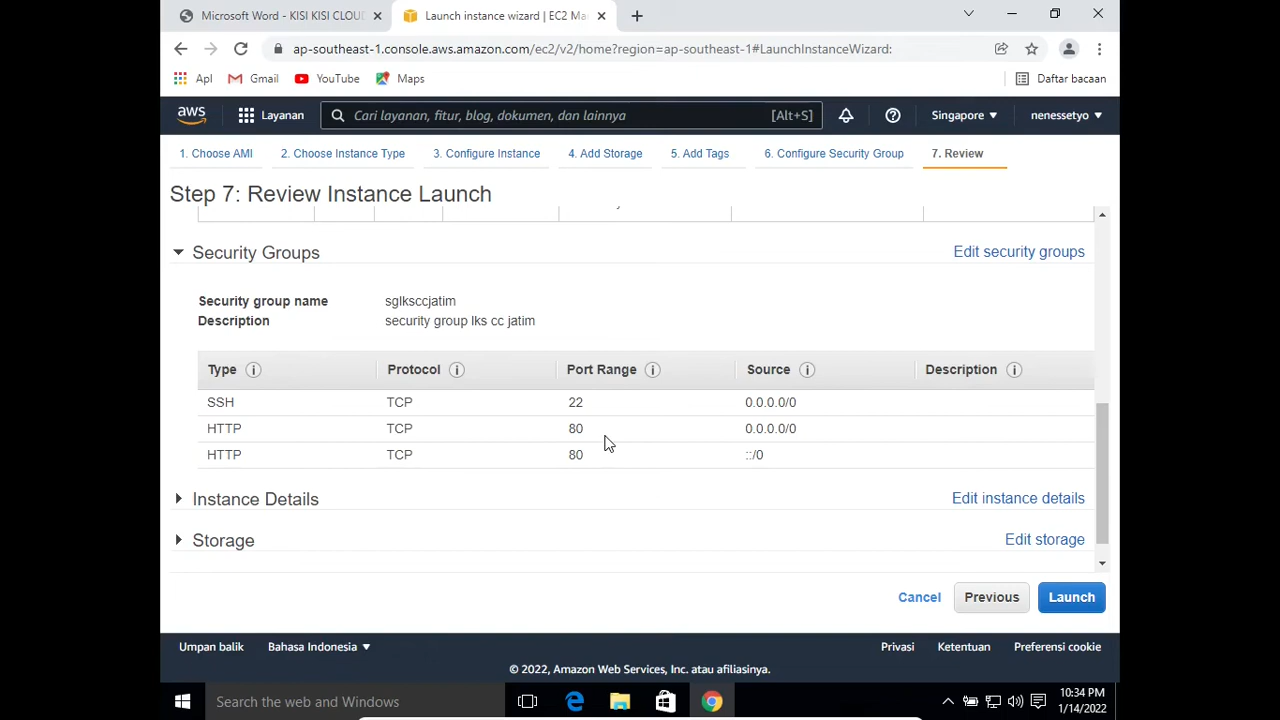 Microsoft Word - KISI KISI CLOUD
Launch instance wizard | EC2 Ma
ap-southeast-1.console.aws.amazon.com/ec2/v2/home?region=ap-southeast-1#LaunchInstanceWizard:
Apl Gmail YouTube Maps Daftar bacaan
aws Layanan Cari layanan, fitur, blog, dokumen, dan lainnya [Alt+S] Singapore nenessetyo
1. Choose AMI 2. Choose Instance Type 3. Configure Instance 4. Add Storage 5. Add Tags 6. Configure Security Group 7. Review
Step 7: Review Instance Launch
Security Groups Edit security groups
Security group name sglksccjatim
Description security group lks cc jatim
Type Protocol Port Range Source Description
SSH TCP 22 0.0.0.0/0
HTTP TCP 80 0.0.0.0/0
HTTP TCP 80 ::/0
Instance Details Edit instance details
Storage Edit storage
Cancel Previous Launch
Umpan balik Bahasa Indonesia Privasi Ketentuan Preferensi cookie
© 2022, Amazon Web Services, Inc. atau afiliasinya.
Search the web and Windows
10:34 PM
1/14/2022